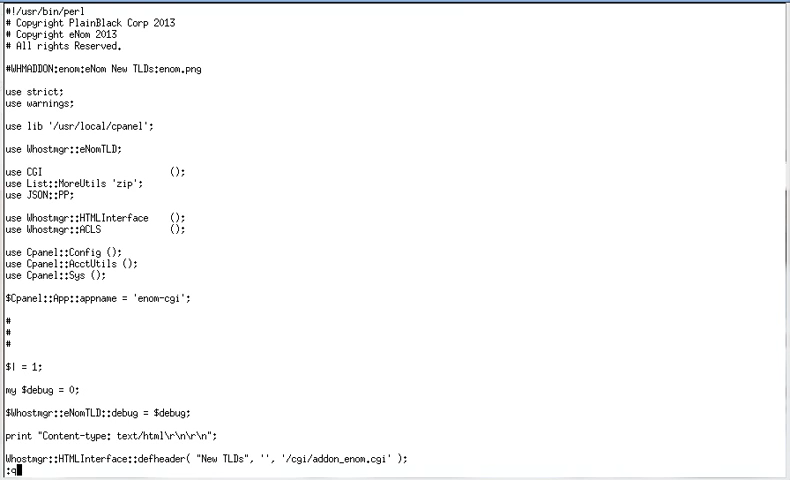 #!/usr/bin/perl
# Copyright PlainBlack Corp 2013
# Copyright eNom 2013
# All rights Reserved.
#WHMADDON:enom:eNom New TLDs:enom.png
use strict;
use warnings;
use lib '/usr/local/cpanel';
use Whostmgr::eNomTLD;
use CGI ();
use List::MoreUtils 'zip';
use JSON::PP;
use Whostmgr::HTMLInterface ();
use Whostmgr::ACLS ();
use Cpanel::Config ();
use Cpanel::AcctUtils ();
use Cpanel::Sys ();
$Cpanel::App::appname = 'enom-cgi';
#
#
#
$| = 1;
my $debug = 0;
$Whostmgr::eNomTLD::debug = $debug;
print "Content-type: text/html\r\n\r\n";
Whostmgr::HTMLInterface::defheader( "New TLDs", '', '/cgi/addon_enom.cgi' );
:q